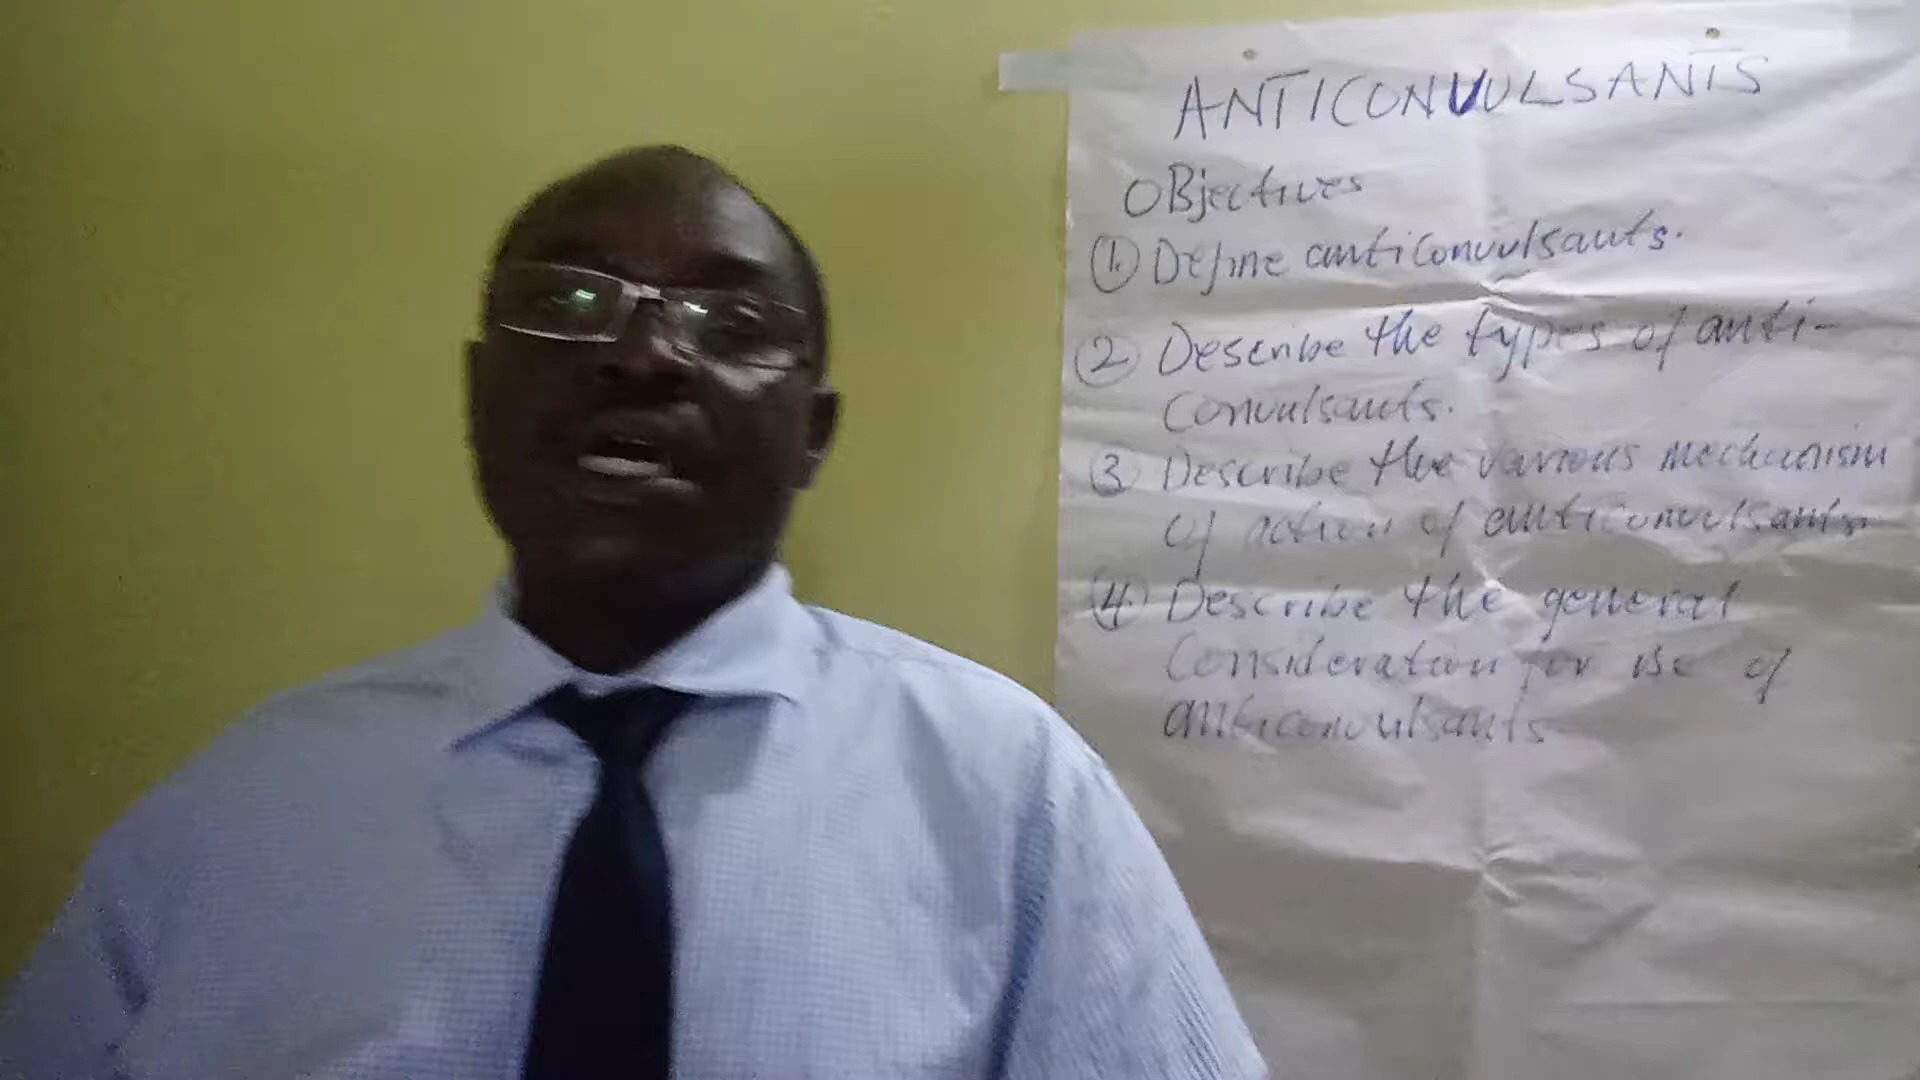 ANTICONVULSANTS
OBjectives
1. Define anticonvulsants.
2 Describe the types of anti-
convulsants.
3 Describe the various mechanism
of action of anticonvulsants
4. Describe the general
Consideration for use of
anticonvulsants